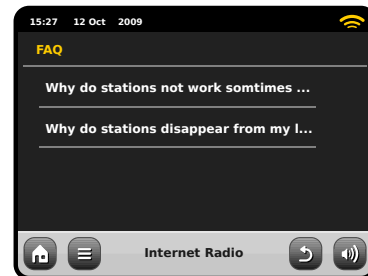 15:27 12 Oct 2009
FAQ
Why do stations not work somtimes ...
Why do stations disappear from my l...
Internet Radio